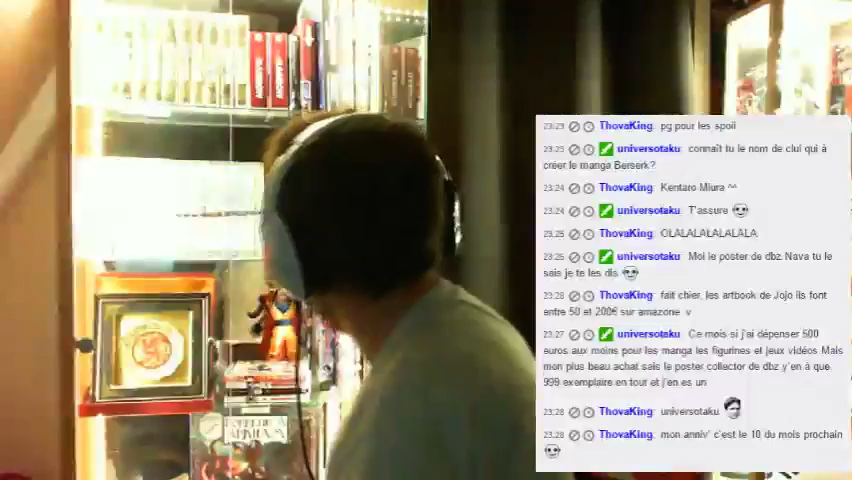 23:23 ThovaKing: pg pour les spoil
23:23 universotaku: connaît tu le nom de clui qui à
créer le manga Berserk?
23:24 ThovaKing: Kentaro Miura ^^
23:24 universotaku: T'assure
23:25 ThovaKing: OLALALALALALALA
23:25 universotaku: Moi le poster de dbz Nava tu le
sais je te les dis
23:26 ThovaKing: fait chier, les artbook de Jojo ils font
entre 50 et 200€ sur amazone :v
23:27 universotaku: Ce mois si j'ai dépenser 500
euros aux moins pour les manga les figurines et jeux vidéos Mais
mon plus beau achat sais le poster collector de dbz y'en à que
999 exemplaire en tout et j'en es un
23:28 ThovaKing: universotaku
23:28 ThovaKing: mon anniv' c'est le 10 du mois prochain